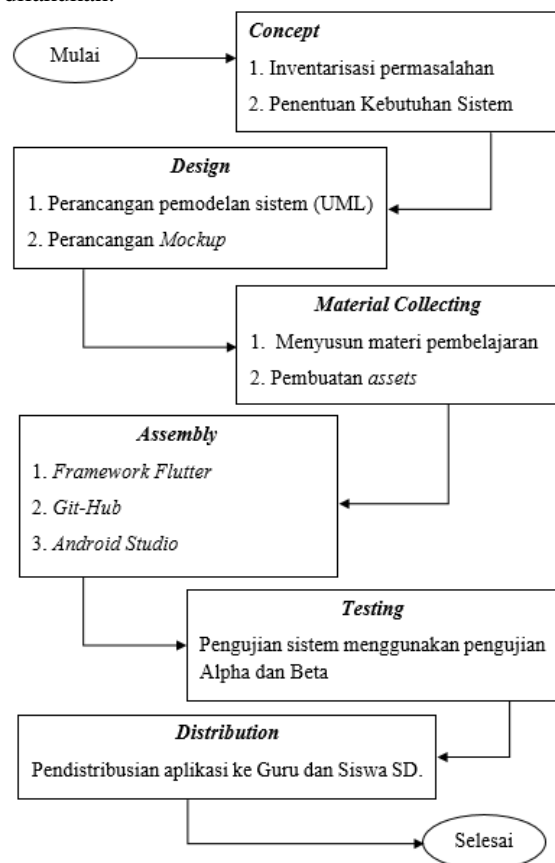 Mulai
Concept
1. Inventarisasi permasalahan
2. Penentuan Kebutuhan Sistem
Design
1. Perancangan pemodelan sistem (UML)
2. Perancangan Mockup
Material Collecting
1. Menyusun materi pembelajaran
2. Pembuatan assets
Assembly
1. Framework Flutter
2. Git-Hub
3. Android Studio
Testing
Pengujian sistem menggunakan pengujian
Alpha dan Beta
Distribution
Pendistribusian aplikasi ke Guru dan Siswa SD.
Selesai